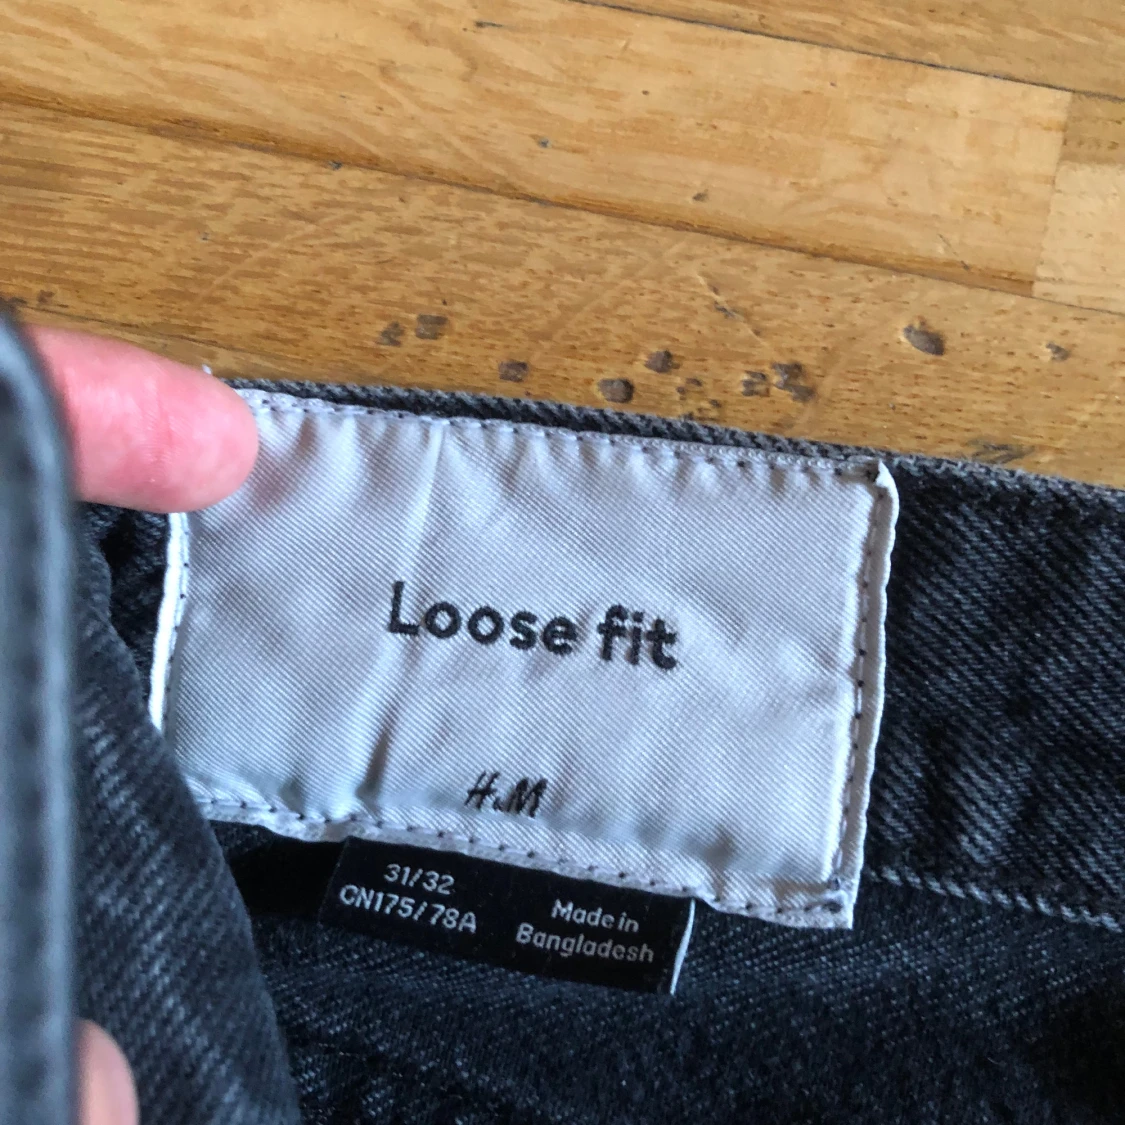 Loose fit
H&M
31/32
CN175/78A
Made in
Bangladesh